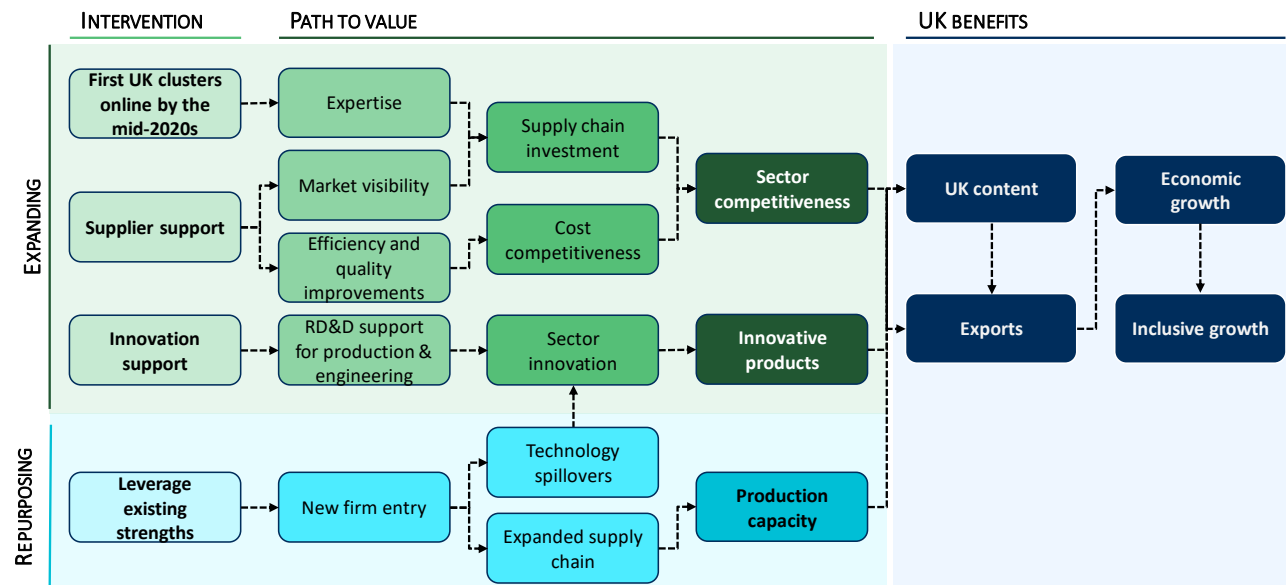 INTERVENTION
PATH TO VALUE
UK BENEFITS
EXPANDING
First UK clusters
online by the
mid-2020s
Expertise
Supply chain
investment
Market visibility
Supplier support
Efficiency and
quality
improvements
Cost
competitiveness
Sector
competitiveness
Innovation
support
RD&D support
for production &
engineering
Sector
innovation
Innovative
products
UK content
Economic
growth
Exports
Inclusive growth
REPURPOSING
Leverage
existing
strengths
New firm entry
Technology
spillovers
Expanded supply
chain
Production
capacity